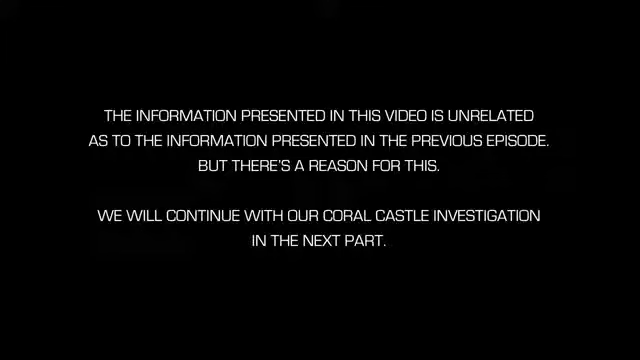 THE INFORMATION PRESENTED IN THIS VIDEO IS UNRELATED
AS TO THE INFORMATION PRESENTED IN THE PREVIOUS EPISODE.
BUT THERE'S A REASON FOR THIS.
WE WILL CONTINUE WITH OUR CORAL CASTLE INVESTIGATION
IN THE NEXT PART.